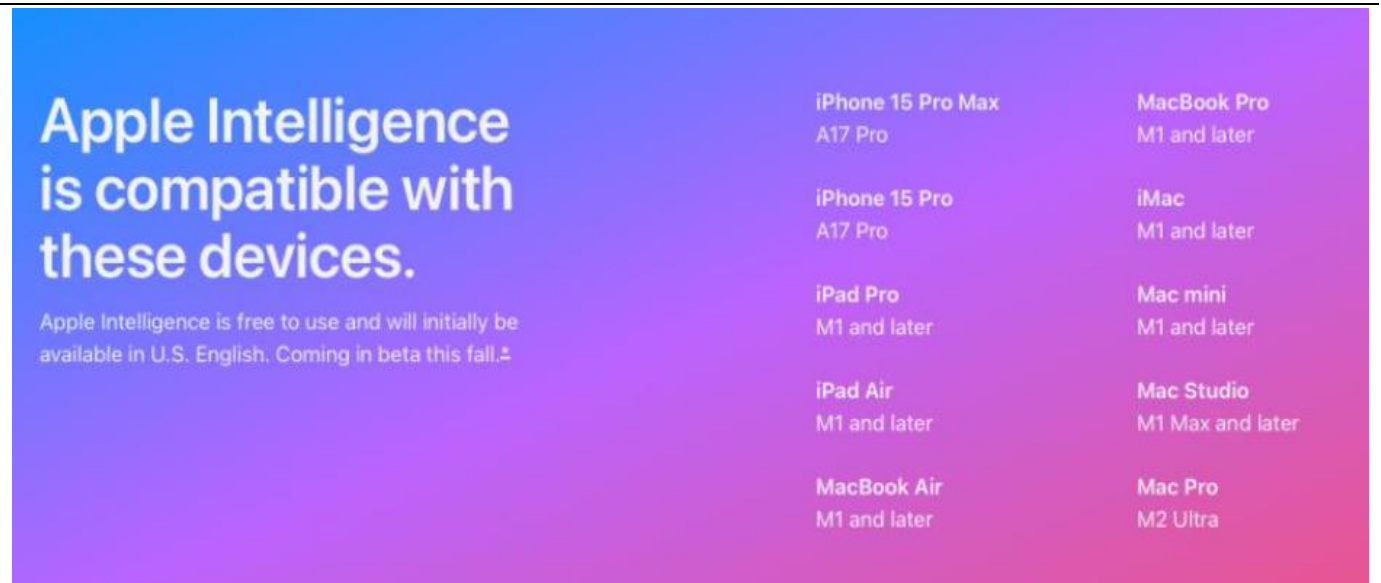 Apple Intelligence
is compatible with
these devices.
Apple Intelligence is free to use and will initially be
available in U.S. English. Coming in beta this fall.
iPhone 15 Pro Max
A17 Pro
iPhone 15 Pro
A17 Pro
iPad Pro
M1 and later
iPad Air
M1 and later
MacBook Air
M1 and later
MacBook Pro
M1 and later
iMac
M1 and later
Mac mini
M1 and later
Mac Studio
M1 Max and later
Mac Pro
M2 Ultra